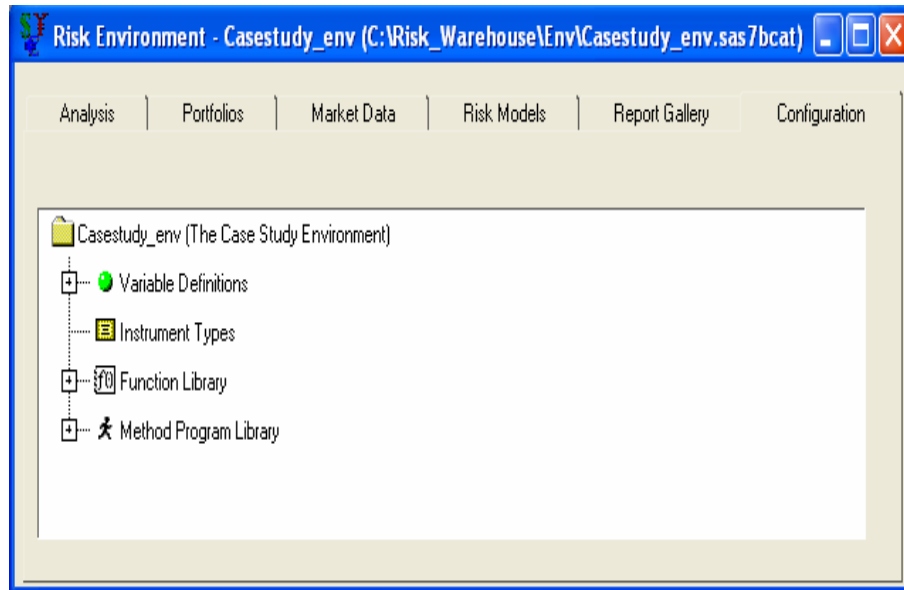 Risk Environment - Casestudy_env (C:\Risk_Warehouse\Env\Casestudy_env.sas7bcat)
Analysis Portfolios Market Data Risk Models Report Gallery Configuration
Casestudy_env (The Case Study Environment)
Variable Definitions
Instrument Types
Function Library
Method Program Library